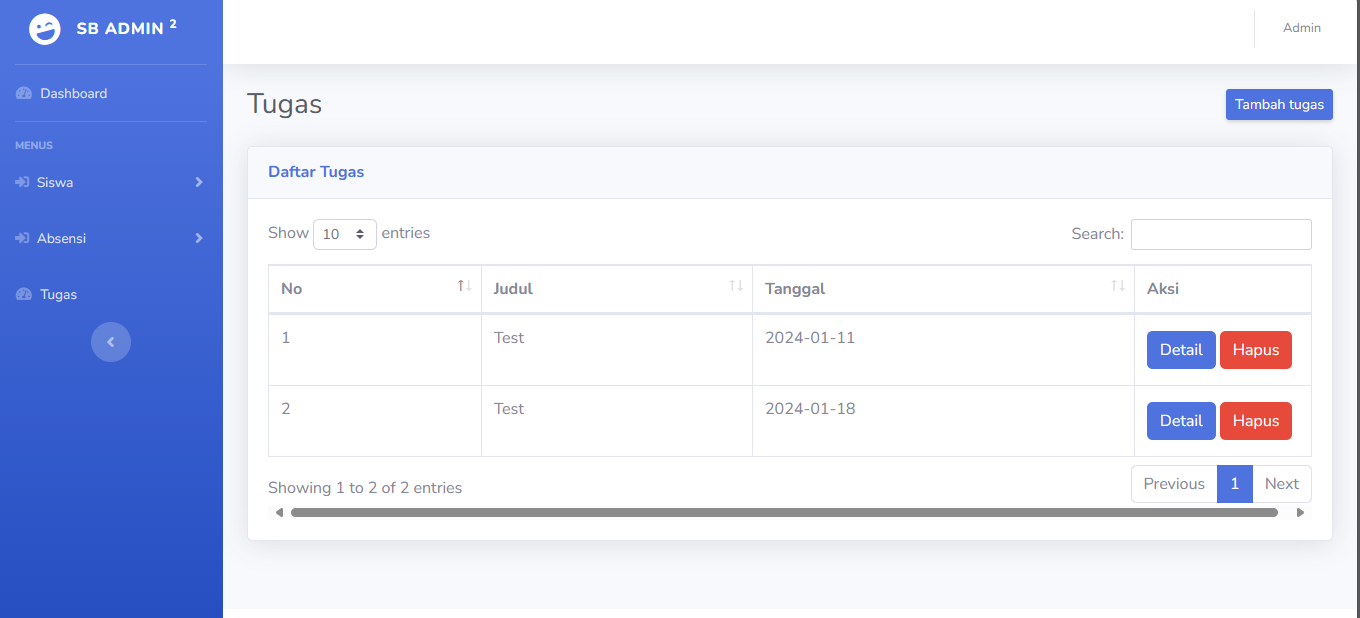 SB ADMIN 2
Admin
Dashboard
MENUS
Siswa
Absensi
Tugas
Tugas
Tambah tugas
Daftar Tugas
Show 10 entries
Search:
No Judul Tanggal Aksi
1 Test 2024-01-11 Detail Hapus
2 Test 2024-01-18 Detail Hapus
Showing 1 to 2 of 2 entries
Previous 1 Next